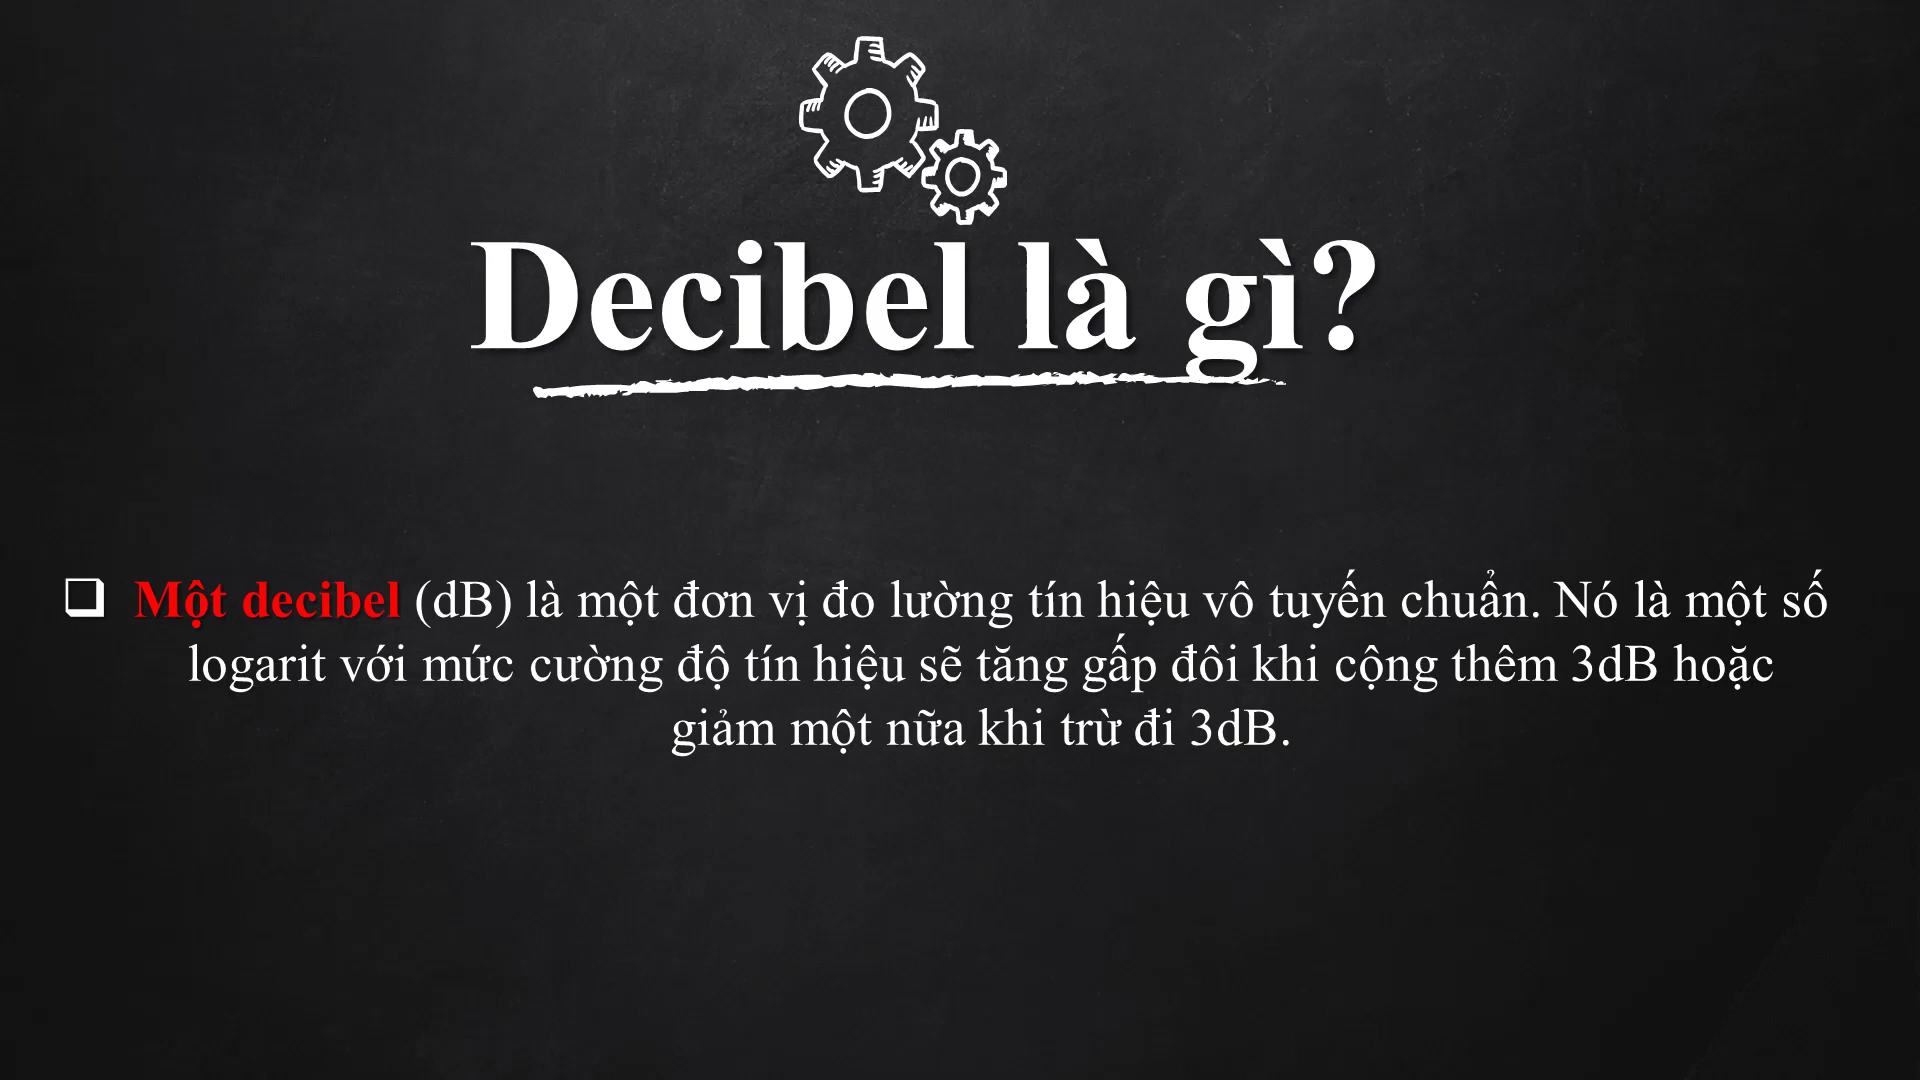 Decibel là gì?
Một decibel (dB) là một đơn vị đo lường tín hiệu vô tuyến chuẩn. Nó là một số
logarit với mức cường độ tín hiệu sẽ tăng gấp đôi khi cộng thêm 3dB hoặc
giảm một nữa khi trừ đi 3dB.